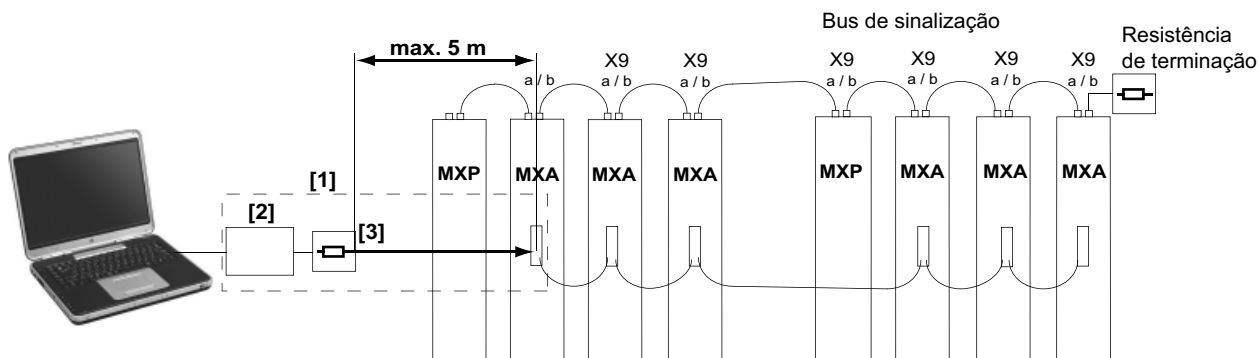 Bus de sinalização
Resistência
de terminação
max. 5 m
X9
X9
X9
X9
X9
X9
a / b
a / b
a / b
a / b
a / b
a / b
a / b
MXP
MXA
MXA
MXA
MXP
MXA
MXA
MXA
[1]
[2]
[3]